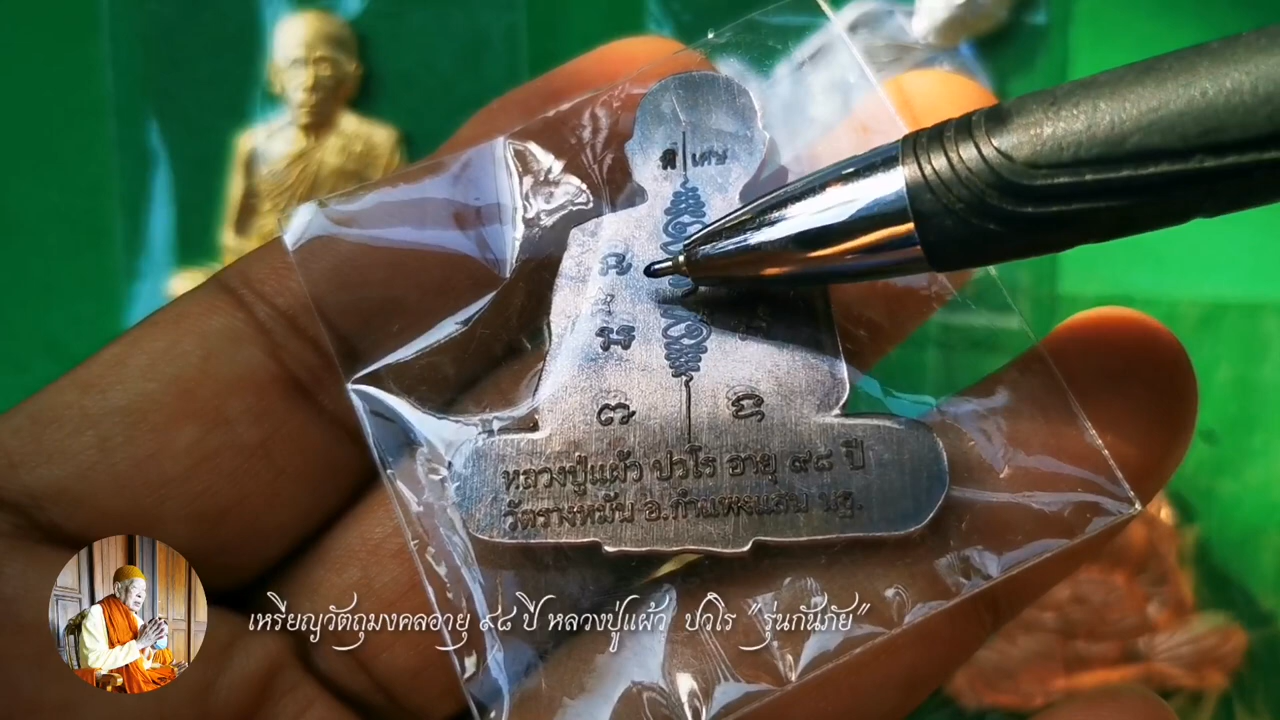 พิเศษ
หลวงปู่แผ้ว ปวโร อายุ ๙๘ ปี
วัดรางหมัน อ.กำแพงแสน นฐ.
เหรียญวัตถุมงคลอายุ ๙๘ ปี หลวงปู่แผ้ว ปวโร "รุ่นกันภัย"